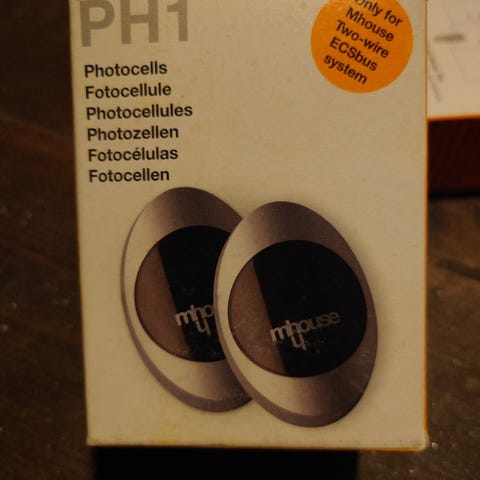 PH1
Only for
Mhouse
Two-wire
ECSbus
system
Photocells
Fotocellule
Photocellules
Photozellen
Fotocélulas
Fotocellen
mhouse
mhouse